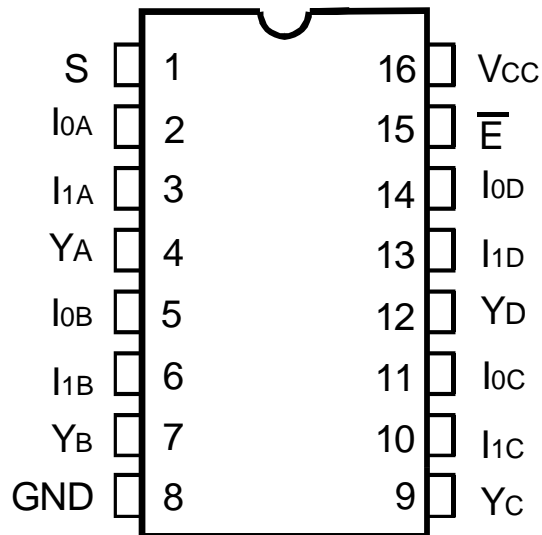 S 1 16 VCC
I0A 2 15 E̅
I1A 3 14 I0D
YA 4 13 I1D
I0B 5 12 YD
I1B 6 11 I0C
YB 7 10 I1C
GND 8 9 YC